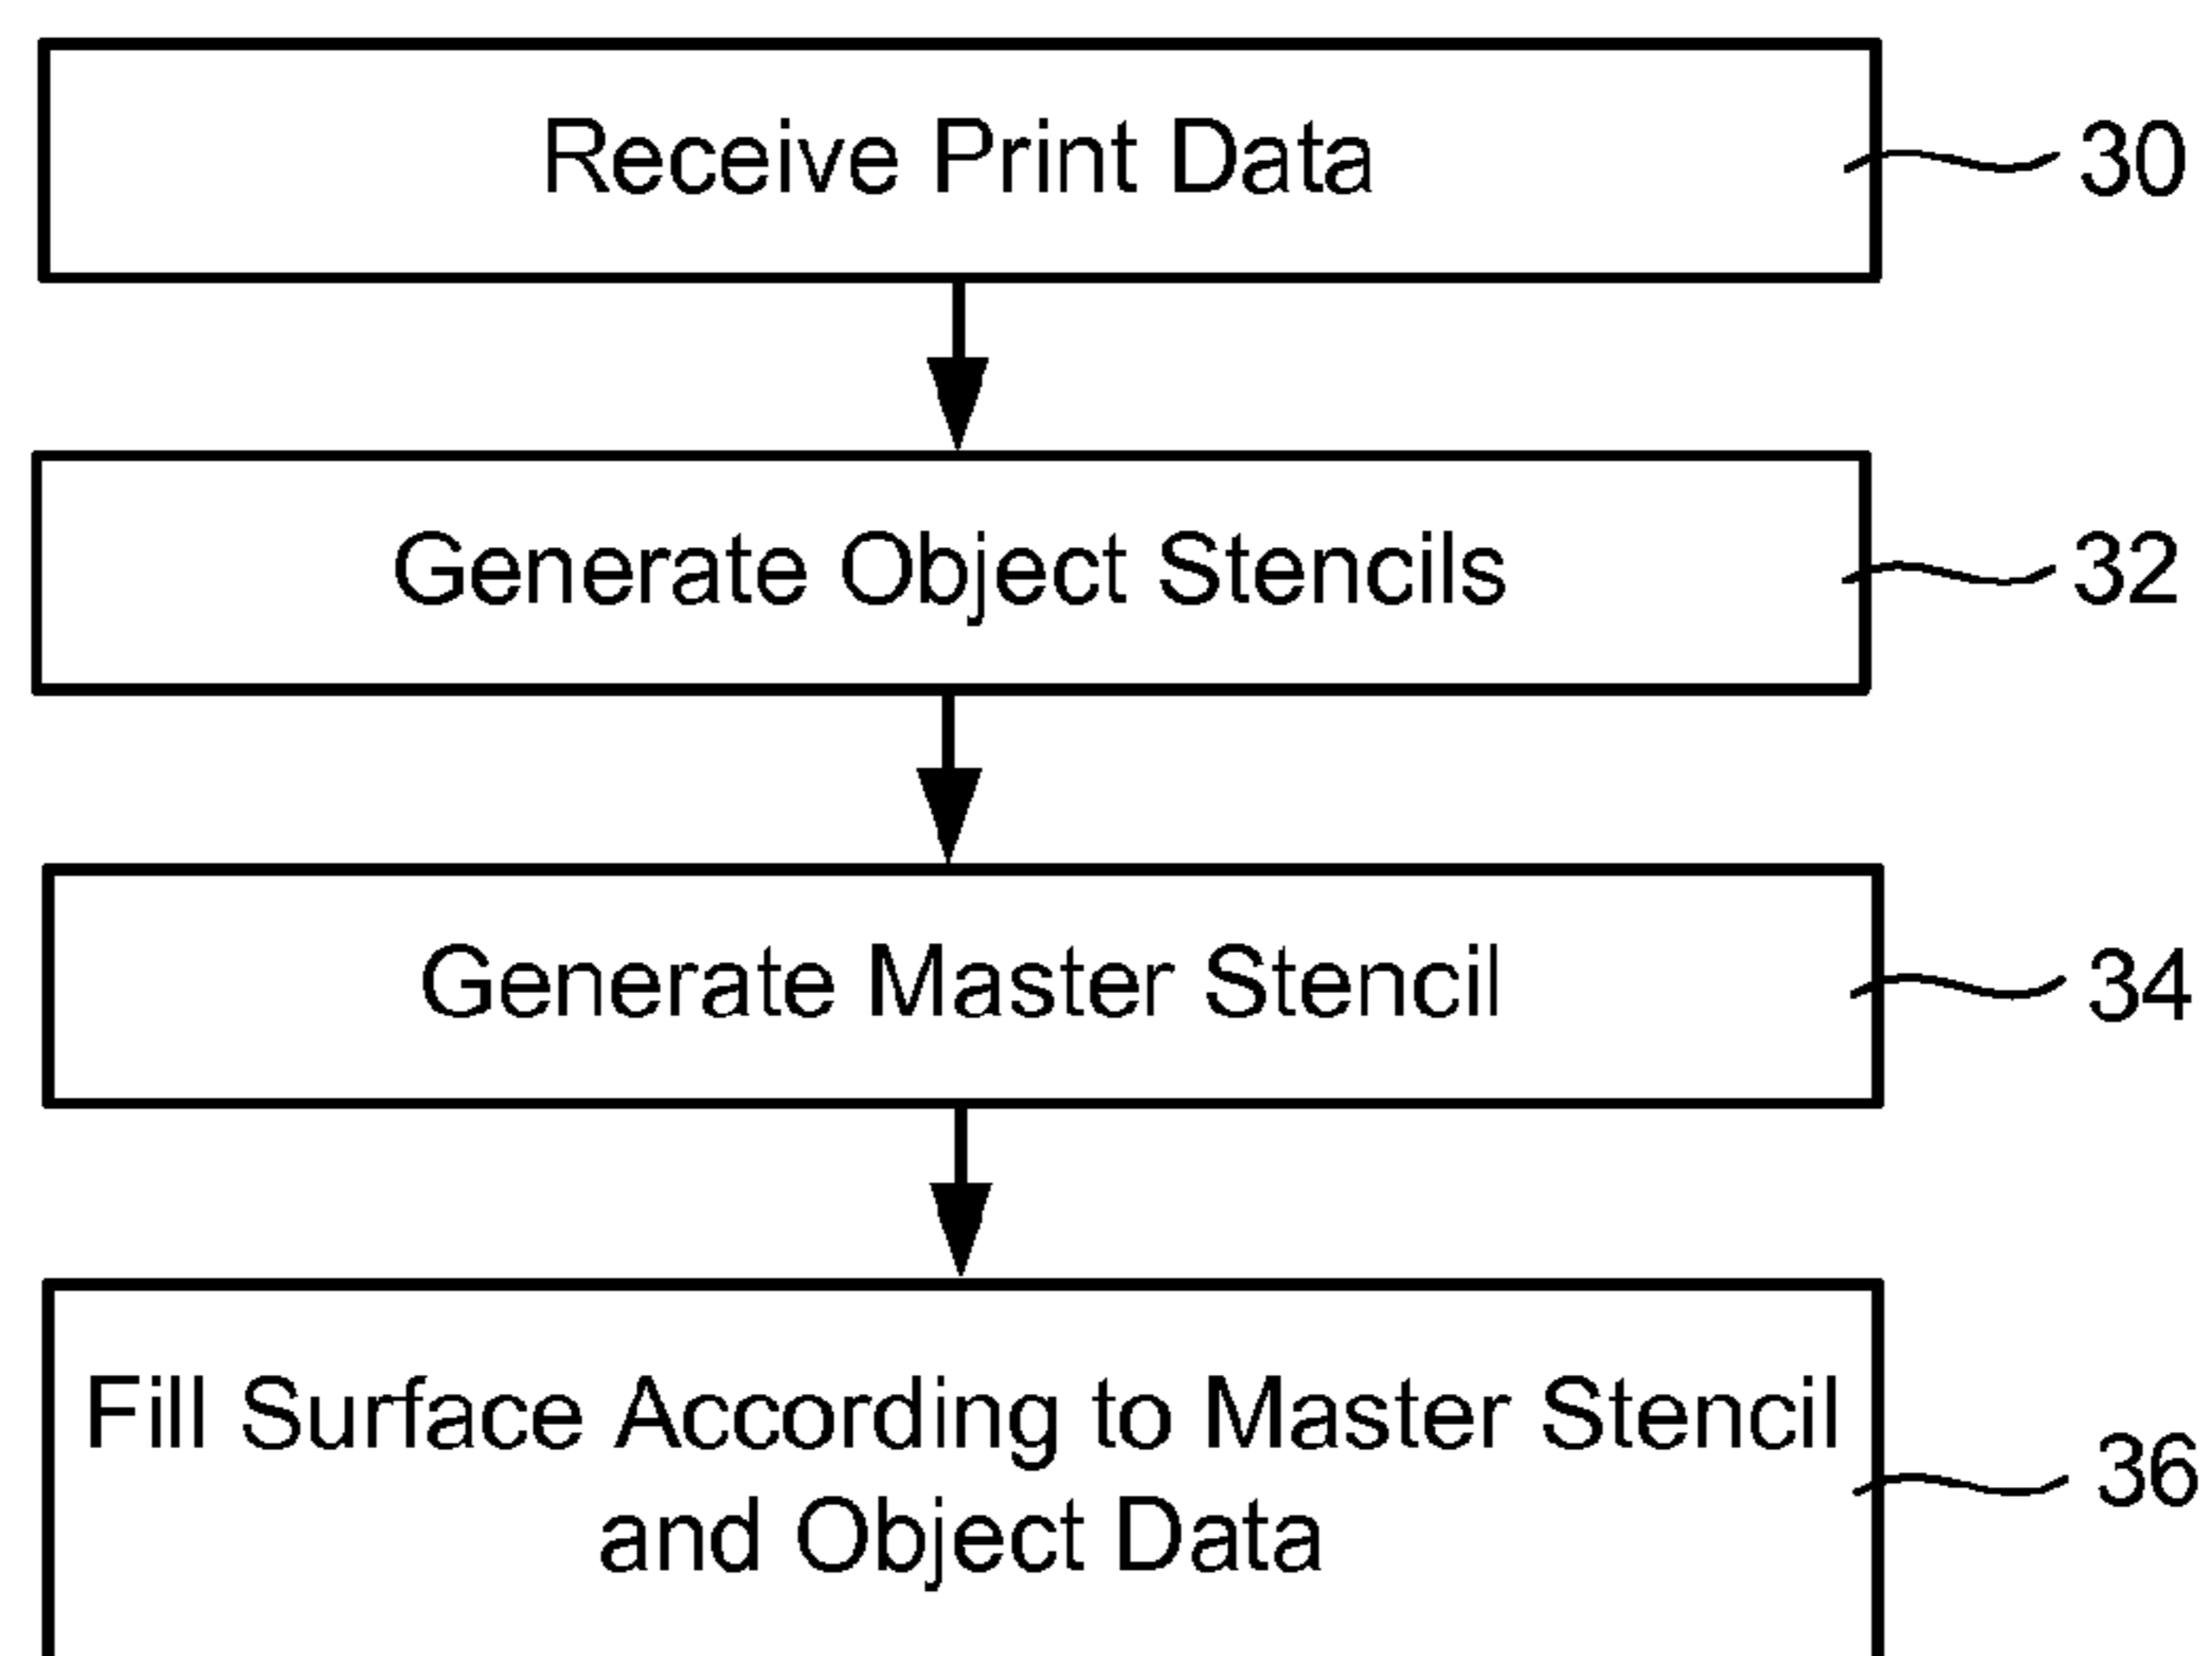 Receive Print Data
30
Generate Object Stencils
32
Generate Master Stencil
34
Fill Surface According to Master Stencil
and Object Data
36